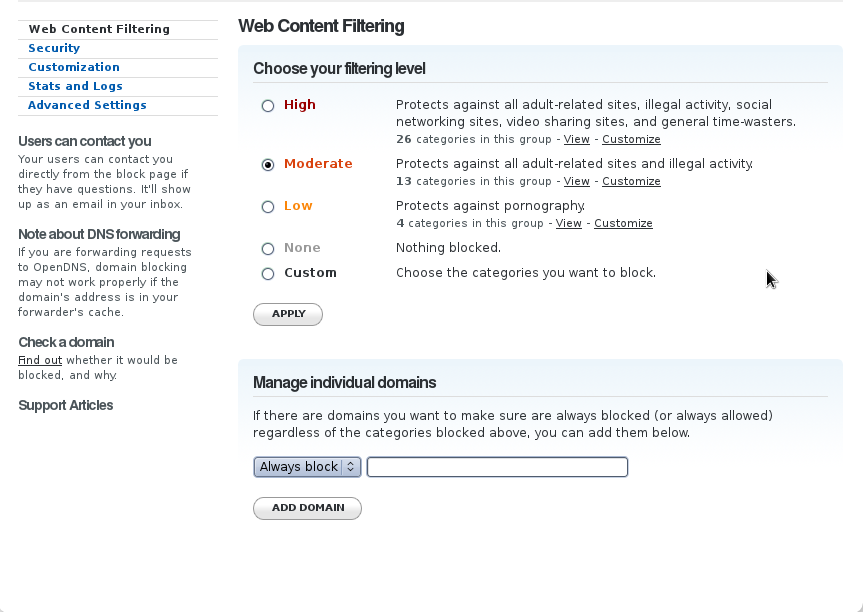 Web Content Filtering
Security
Customization
Stats and Logs
Advanced Settings
Users can contact you
Your users can contact you
directly from the block page if
they have questions. It'll show
up as an email in your inbox.
Note about DNS forwarding
If you are forwarding requests
to OpenDNS, domain blocking
may not work properly if the
domain's address is in your
forwarder's cache.
Check a domain
Find out whether it would be
blocked, and why.
Support Articles
Web Content Filtering
Choose your filtering level
High
Protects against all adult-related sites, illegal activity, social
networking sites, video sharing sites, and general time-wasters.
26 categories in this group - View - Customize
Moderate
Protects against all adult-related sites and illegal activity.
13 categories in this group - View - Customize
Low
Protects against pornography.
4 categories in this group - View - Customize
None
Nothing blocked.
Custom
Choose the categories you want to block.
APPLY
Manage individual domains
If there are domains you want to make sure are always blocked (or always allowed)
regardless of the categories blocked above, you can add them below.
Always block
ADD DOMAIN